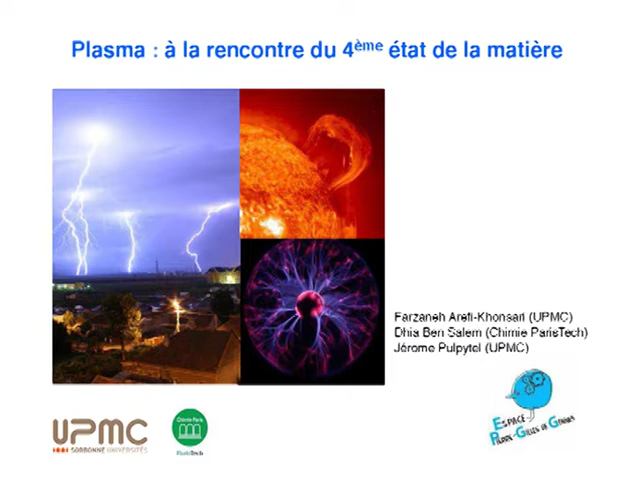 Plasma : à la rencontre du 4ème état de la matière
Farzaneh Arefi-Khonsari (UPMC)
Dhia Ben Salem (Chimie ParisTech)
Jérome Pulpytel (UPMC)
UPMC
SORBONNE UNIVERSITÉS
Chimie Paris
ParisTech
ESPACE
PIERRE-GILLES DE GENNES